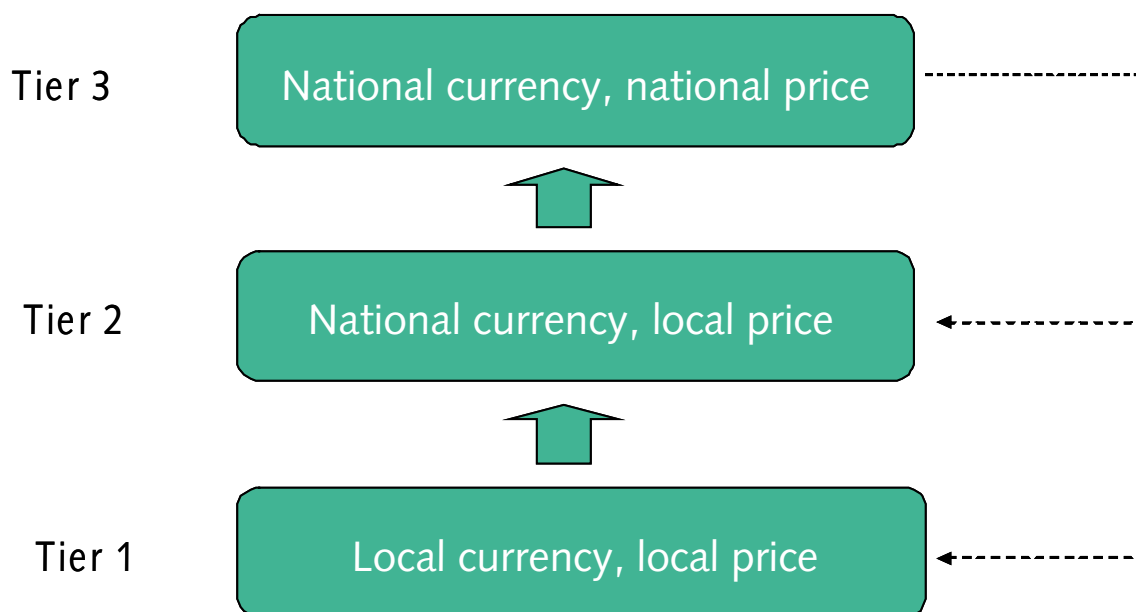 Tier 3
National currency, national price
Tier 2
National currency, local price
Tier 1
Local currency, local price